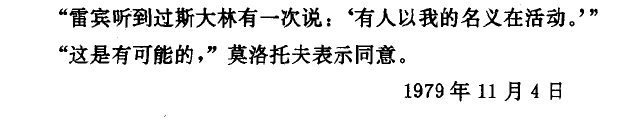 “雷宾听到过斯大林有一次说：‘有人以我的名义在活动。’”
“这是有可能的，”莫洛托夫表示同意。
1979年11月4日